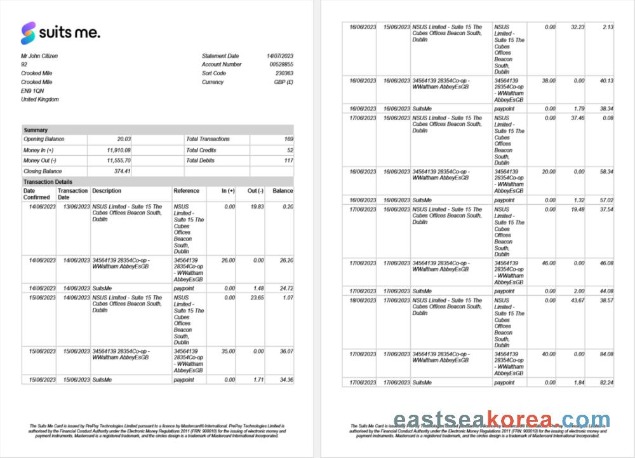 suits me.
Mr John Citizen
92
Crooked Mile
Crooked Mile
EN9 1QN
United Kingdom
Statement Date 14/07/2023
Account Number 00528855
Sort Code 230363
Currency GBP (£)
Summary
Opening Balance 20.03 Total Transactions 169
Money In (+) 11,910.08 Total Credits 52
Money Out (-) 11,555.70 Total Debits 117
Closing Balance 374.41
Transaction Details
Date Confirmed Transaction Date Description Reference In (+) Out (-) Balance
14/06/2023 13/06/2023 NSUS Limited - Suite 15 The Cubes Offices Beacon South, Dublin NSUS Limited - Suite 15 The Cubes Offices Beacon South, Dublin 0.00 19.83 0.20
14/06/2023 14/06/2023 34564139 28354Co-op - WWaltham AbbeyEsGB 34564139 28354Co-op - WWaltham AbbeyEsGB 26.00 0.00 26.20
14/06/2023 14/06/2023 SuitsMe paypoint 0.00 1.48 24.72
15/06/2023 14/06/2023 NSUS Limited - Suite 15 The Cubes Offices Beacon South, Dublin NSUS Limited - Suite 15 The Cubes Offices Beacon South, Dublin 0.00 23.65 1.07
15/06/2023 15/06/2023 34564139 28354Co-op - WWaltham AbbeyEsGB 34564139 28354Co-op - WWaltham AbbeyEsGB 35.00 0.00 36.07
15/06/2023 15/06/2023 SuitsMe paypoint 0.00 1.71 34.36
The Suits Me Card is issued by PrePay Technologies Limited pursuant to a licence by Mastercard® International. PrePay Technologies Limited is
authorised by the Financial Conduct Authority under the Electronic Money Regulations 2011 (FRN: 900010) for the issuing of electronic money and
payment instruments. Mastercard is a registered trademark, and the circles design is a trademark of Mastercard International Incorporated.
16/06/2023 15/06/2023 NSUS Limited - Suite 15 The Cubes Offices Beacon South, Dublin NSUS Limited - Suite 15 The Cubes Offices Beacon South, Dublin 0.00 32.23 2.13
16/06/2023 16/06/2023 34564139 28354Co-op - WWaltham AbbeyEsGB 34564139 28354Co-op - WWaltham AbbeyEsGB 38.00 0.00 40.13
16/06/2023 16/06/2023 SuitsMe paypoint 0.00 1.79 38.34
17/06/2023 16/06/2023 NSUS Limited - Suite 15 The Cubes Offices Beacon South, Dublin NSUS Limited - Suite 15 The Cubes Offices Beacon South, Dublin 0.00 37.46 0.08
16/06/2023 16/06/2023 34564139 28354Co-op - WWaltham AbbeyEsGB 34564139 28354Co-op - WWaltham AbbeyEsGB 20.00 0.00 58.34
16/06/2023 16/06/2023 SuitsMe paypoint 0.00 1.32 57.02
17/06/2023 16/06/2023 NSUS Limited - Suite 15 The Cubes Offices Beacon South, Dublin NSUS Limited - Suite 15 The Cubes Offices Beacon South, Dublin 0.00 19.48 37.54
17/06/2023 17/06/2023 34564139 28354Co-op - WWaltham AbbeyEsGB 34564139 28354Co-op - WWaltham AbbeyEsGB 46.00 0.00 46.08
17/06/2023 17/06/2023 SuitsMe paypoint 0.00 2.00 44.08
18/06/2023 17/06/2023 NSUS Limited - Suite 15 The Cubes Offices Beacon South, Dublin NSUS Limited - Suite 15 The Cubes Offices Beacon South, Dublin 0.00 43.67 38.57
17/06/2023 17/06/2023 34564139 28354Co-op - WWaltham AbbeyEsGB 34564139 28354Co-op - WWaltham AbbeyEsGB 40.00 0.00 84.08
17/06/2023 17/06/2023 SuitsMe paypoint 0.00 1.84 82.24
eastseakorea.com
The Suits Me Card is issued by PrePay Technologies Limited pursuant to a licence by Mastercard® International. PrePay Technologies Limited is
authorised by the Financial Conduct Authority under the Electronic Money Regulations 2011 (FRN: 900010) for the issuing of electronic money and
payment instruments. Mastercard is a registered trademark, and the circles design is a trademark of Mastercard International Incorporated.